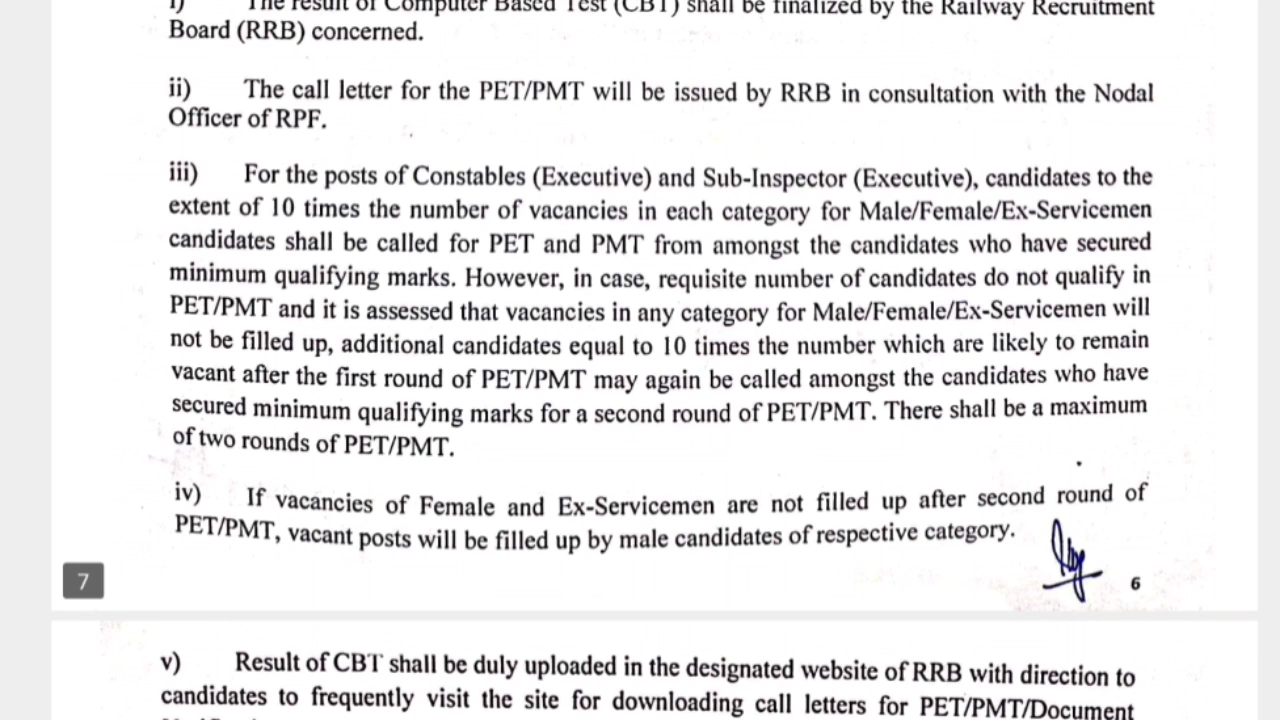 i) The result of Computer Based Test (CBT) shall be finalized by the Railway Recruitment
Board (RRB) concerned.
ii) The call letter for the PET/PMT will be issued by RRB in consultation with the Nodal
Officer of RPF.
iii) For the posts of Constables (Executive) and Sub-Inspector (Executive), candidates to the
extent of 10 times the number of vacancies in each category for Male/Female/Ex-Servicemen
candidates shall be called for PET and PMT from amongst the candidates who have secured
minimum qualifying marks. However, in case, requisite number of candidates do not qualify in
PET/PMT and it is assessed that vacancies in any category for Male/Female/Ex-Servicemen will
not be filled up, additional candidates equal to 10 times the number which are likely to remain
vacant after the first round of PET/PMT may again be called amongst the candidates who have
secured minimum qualifying marks for a second round of PET/PMT. There shall be a maximum
of two rounds of PET/PMT.
iv) If vacancies of Female and Ex-Servicemen are not filled up after second round of
PET/PMT, vacant posts will be filled up by male candidates of respective category.
7
6
v) Result of CBT shall be duly uploaded in the designated website of RRB with direction to
candidates to frequently visit the site for downloading call letters for PET/PMT/Document